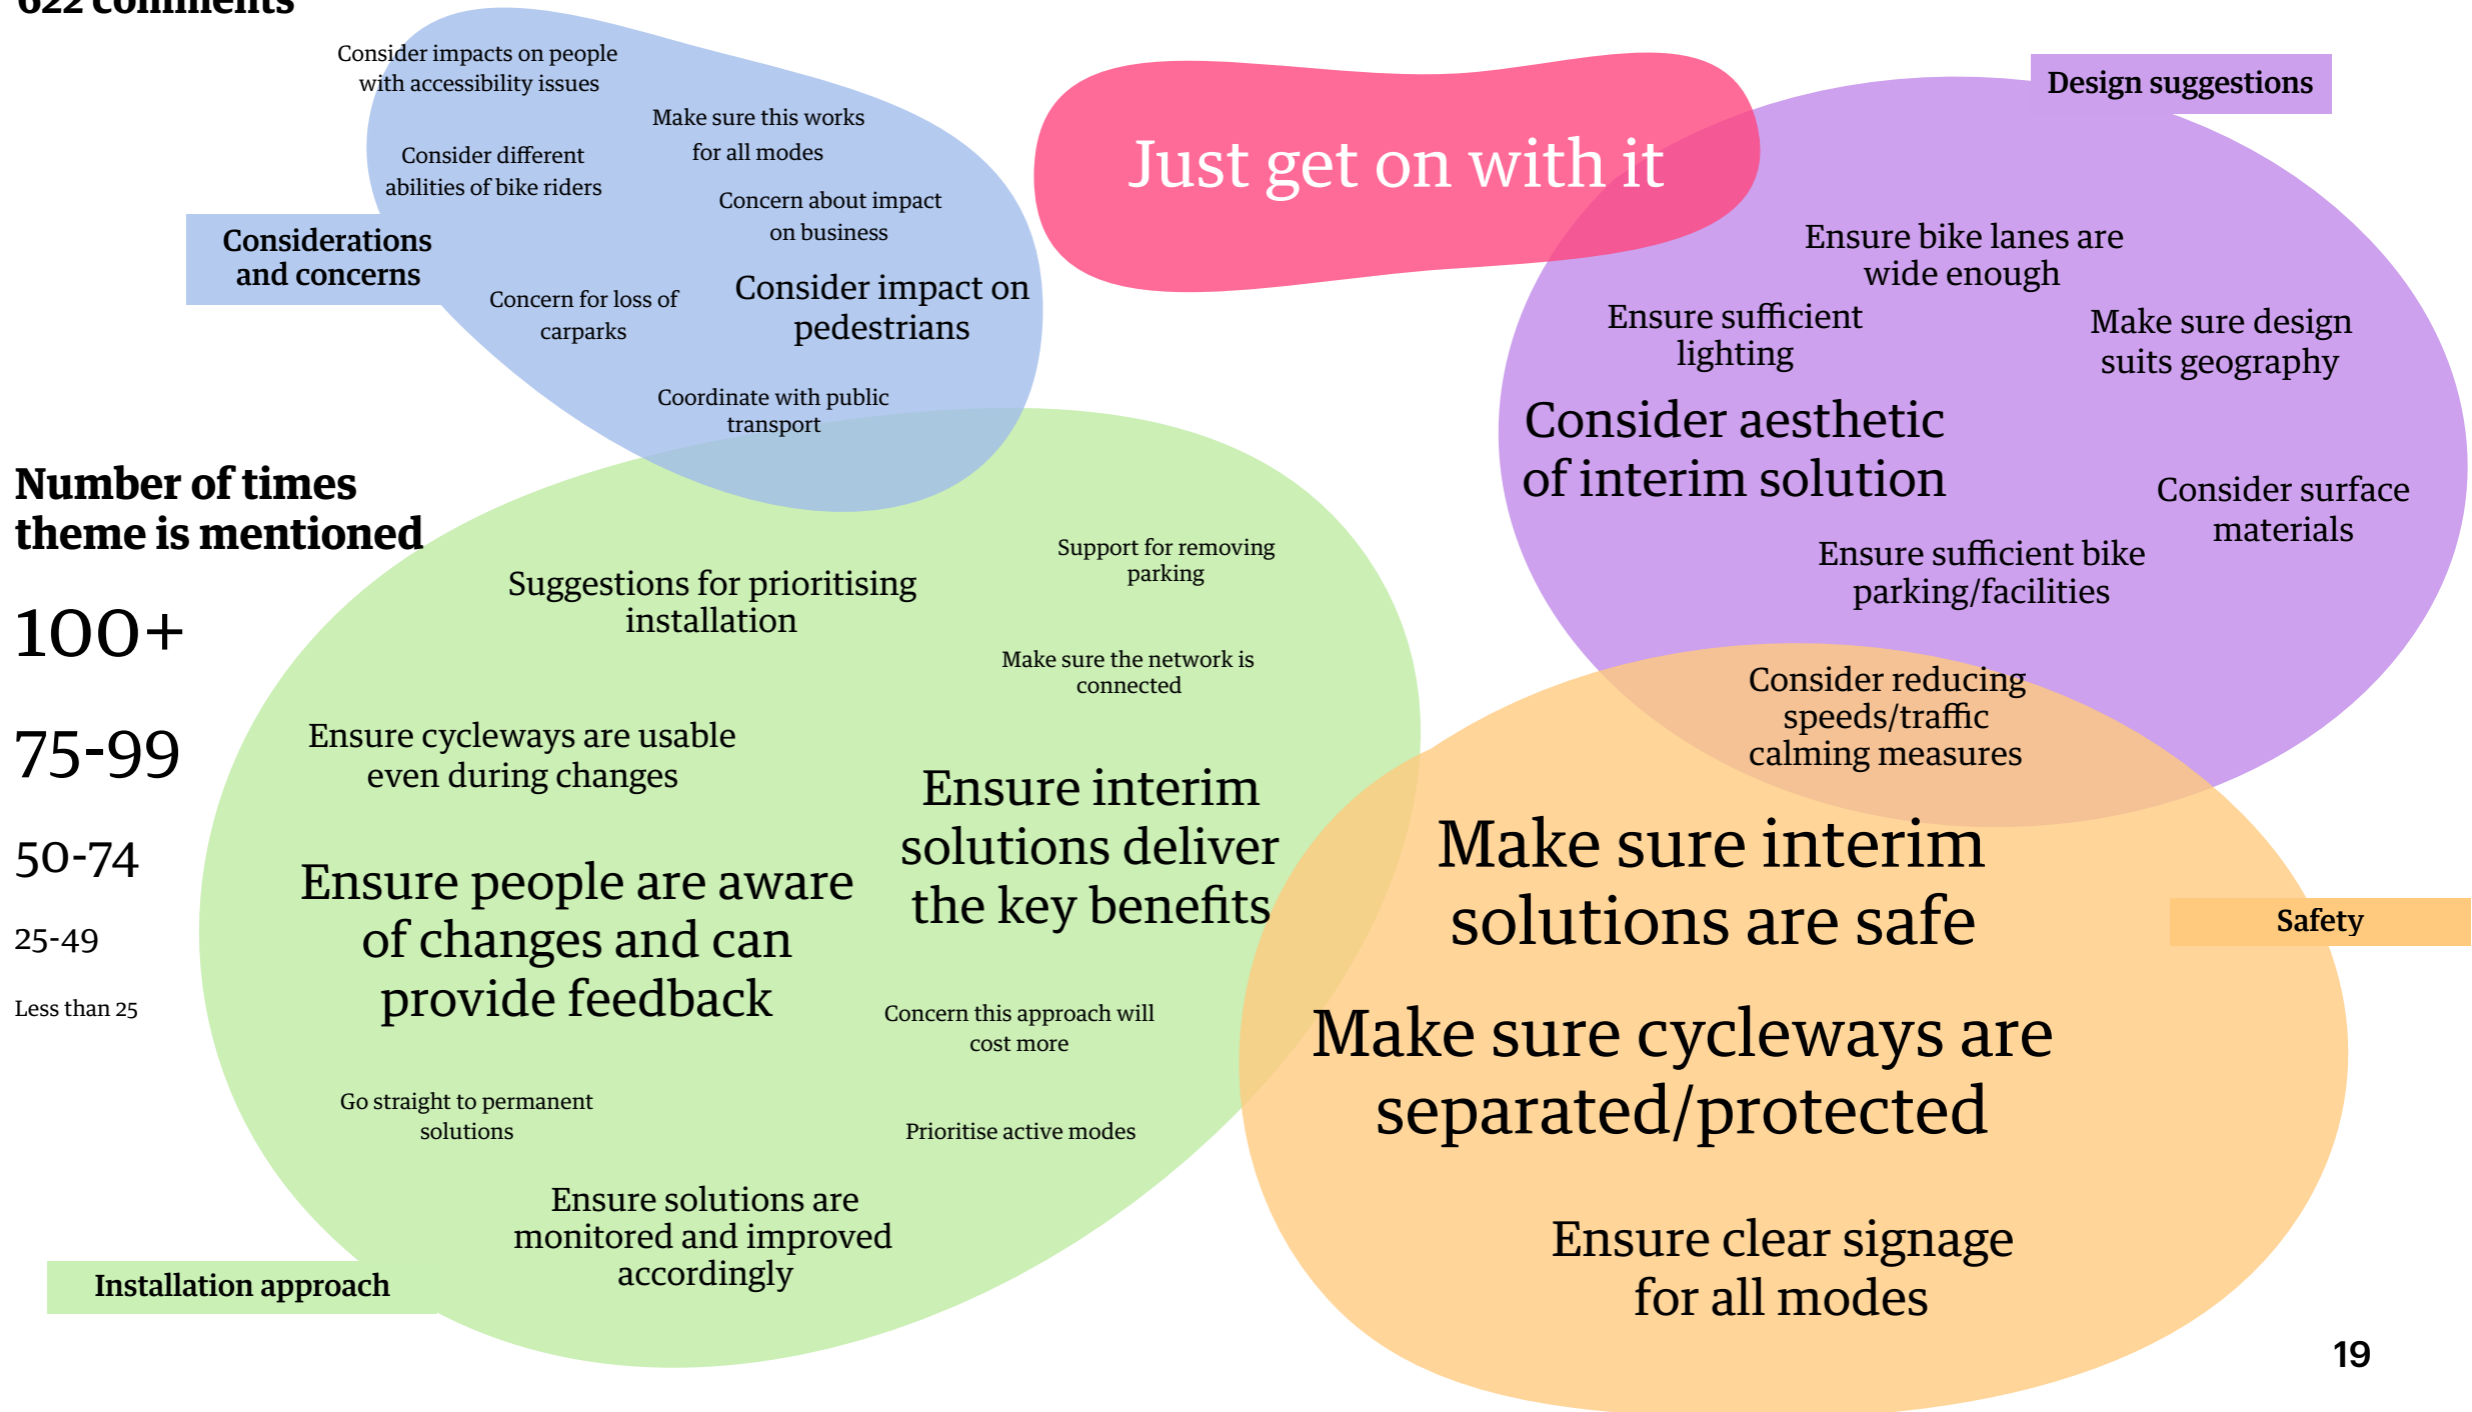 622 comments
Consider impacts on people
with accessibility issues
Make sure this works
for all modes
Consider different
abilities of bike riders
Concern about impact
on business
Considerations
and concerns
Concern for loss of
carparks
Consider impact on
pedestrians
Coordinate with public
transport
Just get on with it
Design suggestions
Ensure bike lanes are
wide enough
Ensure sufficient
lighting
Make sure design
suits geography
Consider aesthetic
of interim solution
Consider surface
materials
Ensure sufficient bike
parking/facilities
Number of times
theme is mentioned
100+
75-99
50-74
25-49
Less than 25
Suggestions for prioritising
installation
Support for removing
parking
Make sure the network is
connected
Ensure cycleways are usable
even during changes
Ensure interim
solutions deliver
the key benefits
Ensure people are aware
of changes and can
provide feedback
Concern this approach will
cost more
Go straight to permanent
solutions
Prioritise active modes
Ensure solutions are
monitored and improved
accordingly
Installation approach
Consider reducing
speeds/traffic
calming measures
Make sure interim
solutions are safe
Safety
Make sure cycleways are
separated/protected
Ensure clear signage
for all modes
19